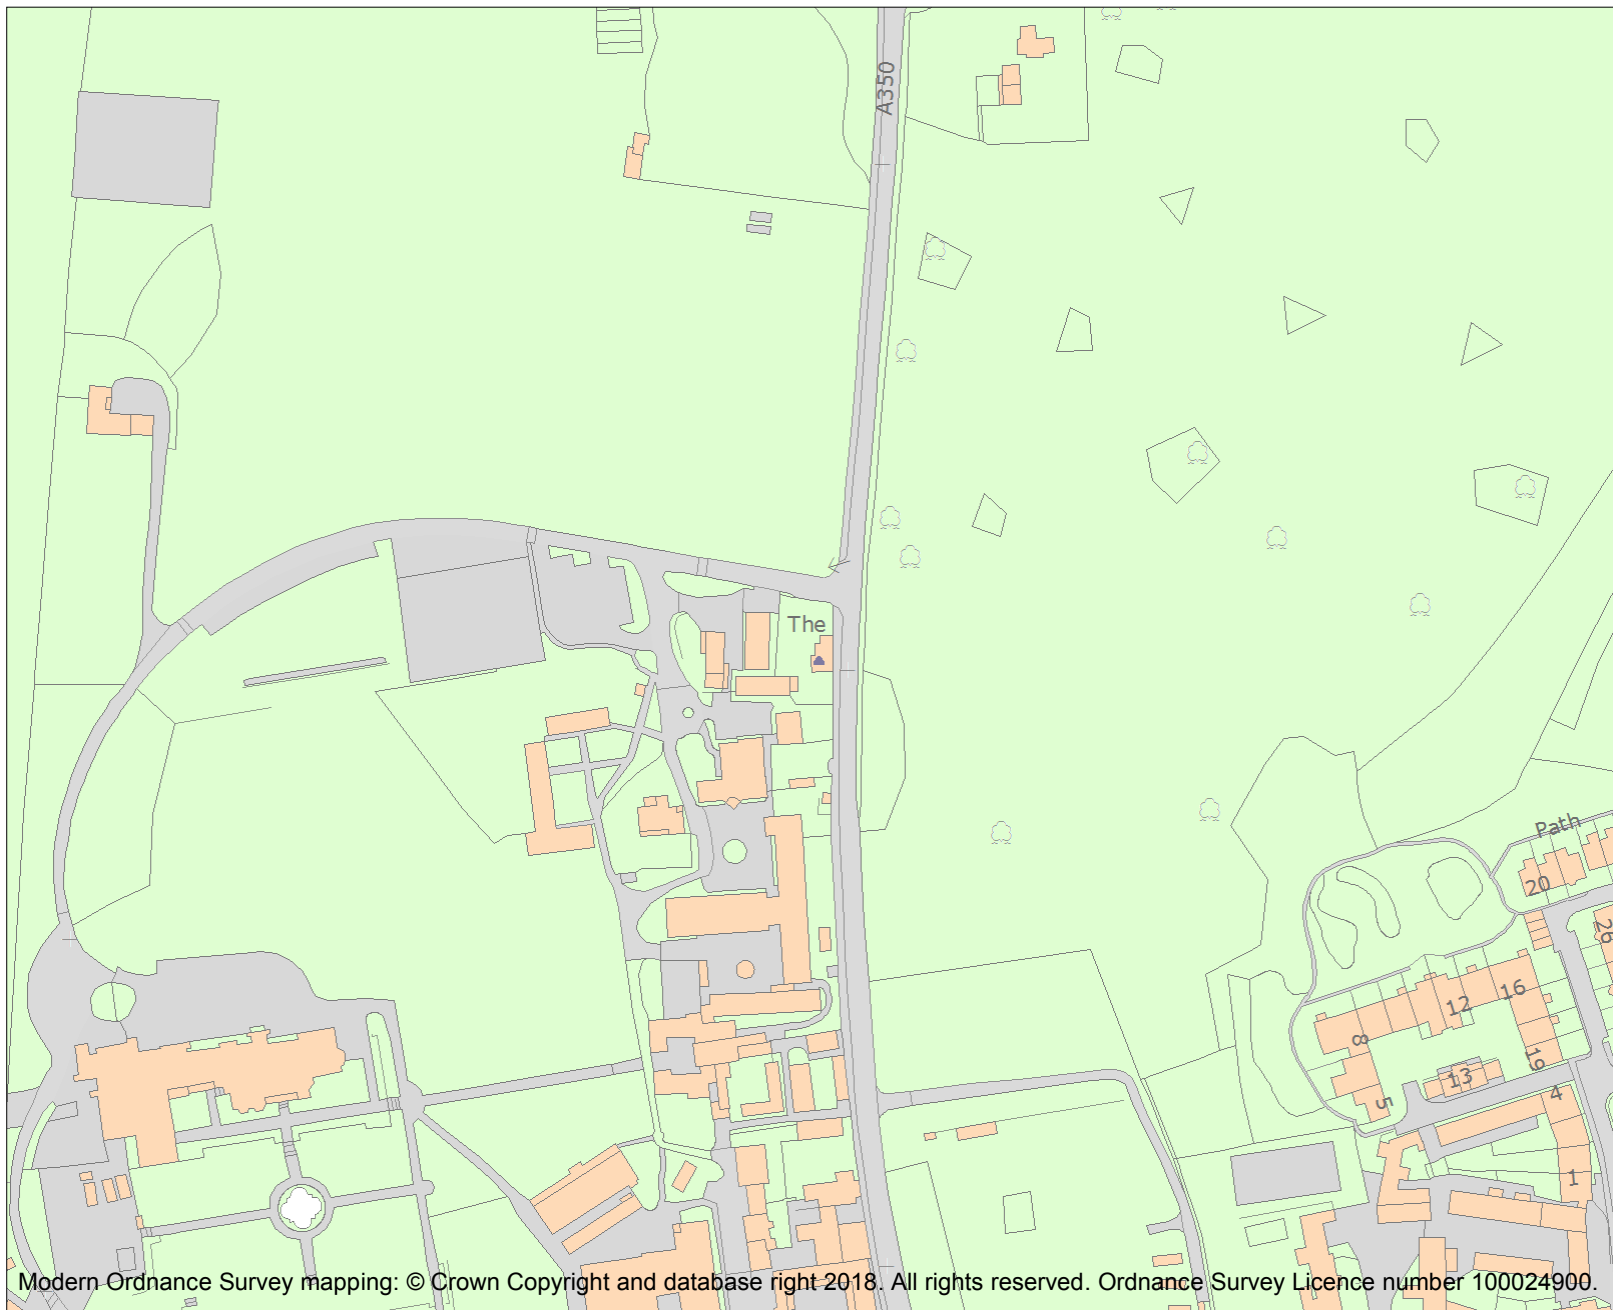 A350
The
Path
20
26
16
12
8
19
13
4
5
1
Modern Ordnance Survey mapping: © Crown Copyright and database right 2018. All rights reserved. Ordnance Survey Licence number 100024900.